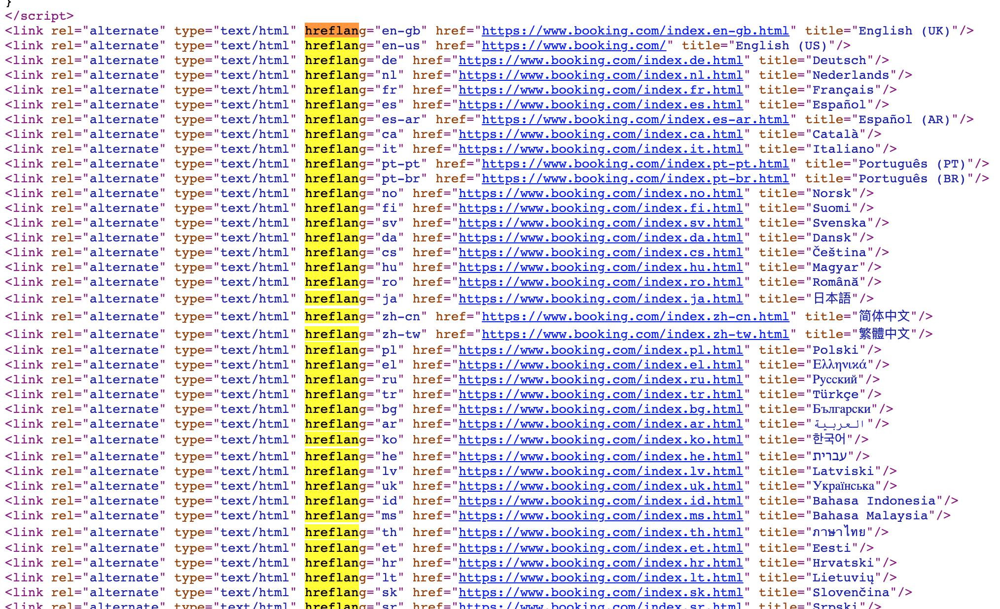 }
</script>
<link rel="alternate" type="text/html" hreflang="en-gb" href="https://www.booking.com/index.en-gb.html" title="English (UK)"/>
<link rel="alternate" type="text/html" hreflang="en-us" href="https://www.booking.com/" title="English (US)"/>
<link rel="alternate" type="text/html" hreflang="de" href="https://www.booking.com/index.de.html" title="Deutsch"/>
<link rel="alternate" type="text/html" hreflang="nl" href="https://www.booking.com/index.nl.html" title="Nederlands"/>
<link rel="alternate" type="text/html" hreflang="fr" href="https://www.booking.com/index.fr.html" title="Français"/>
<link rel="alternate" type="text/html" hreflang="es" href="https://www.booking.com/index.es.html" title="Español"/>
<link rel="alternate" type="text/html" hreflang="es-ar" href="https://www.booking.com/index.es-ar.html" title="Español (AR)"/>
<link rel="alternate" type="text/html" hreflang="ca" href="https://www.booking.com/index.ca.html" title="Català"/>
<link rel="alternate" type="text/html" hreflang="it" href="https://www.booking.com/index.it.html" title="Italiano"/>
<link rel="alternate" type="text/html" hreflang="pt-pt" href="https://www.booking.com/index.pt-pt.html" title="Português (PT)"/>
<link rel="alternate" type="text/html" hreflang="pt-br" href="https://www.booking.com/index.pt-br.html" title="Português (BR)"/>
<link rel="alternate" type="text/html" hreflang="no" href="https://www.booking.com/index.no.html" title="Norsk"/>
<link rel="alternate" type="text/html" hreflang="fi" href="https://www.booking.com/index.fi.html" title="Suomi"/>
<link rel="alternate" type="text/html" hreflang="sv" href="https://www.booking.com/index.sv.html" title="Svenska"/>
<link rel="alternate" type="text/html" hreflang="da" href="https://www.booking.com/index.da.html" title="Dansk"/>
<link rel="alternate" type="text/html" hreflang="cs" href="https://www.booking.com/index.cs.html" title="Čeština"/>
<link rel="alternate" type="text/html" hreflang="hu" href="https://www.booking.com/index.hu.html" title="Magyar"/>
<link rel="alternate" type="text/html" hreflang="ro" href="https://www.booking.com/index.ro.html" title="Română"/>
<link rel="alternate" type="text/html" hreflang="ja" href="https://www.booking.com/index.ja.html" title="日本語"/>
<link rel="alternate" type="text/html" hreflang="zh-cn" href="https://www.booking.com/index.zh-cn.html" title="简体中文"/>
<link rel="alternate" type="text/html" hreflang="zh-tw" href="https://www.booking.com/index.zh-tw.html" title="繁體中文"/>
<link rel="alternate" type="text/html" hreflang="pl" href="https://www.booking.com/index.pl.html" title="Polski"/>
<link rel="alternate" type="text/html" hreflang="el" href="https://www.booking.com/index.el.html" title="Ελληνικά"/>
<link rel="alternate" type="text/html" hreflang="ru" href="https://www.booking.com/index.ru.html" title="Русский"/>
<link rel="alternate" type="text/html" hreflang="tr" href="https://www.booking.com/index.tr.html" title="Türkçe"/>
<link rel="alternate" type="text/html" hreflang="bg" href="https://www.booking.com/index.bg.html" title="Български"/>
<link rel="alternate" type="text/html" hreflang="ar" href="https://www.booking.com/index.ar.html" title="العربية"/>
<link rel="alternate" type="text/html" hreflang="ko" href="https://www.booking.com/index.ko.html" title="한국어"/>
<link rel="alternate" type="text/html" hreflang="he" href="https://www.booking.com/index.he.html" title="עברית"/>
<link rel="alternate" type="text/html" hreflang="lv" href="https://www.booking.com/index.lv.html" title="Latviski"/>
<link rel="alternate" type="text/html" hreflang="uk" href="https://www.booking.com/index.uk.html" title="Українська"/>
<link rel="alternate" type="text/html" hreflang="id" href="https://www.booking.com/index.id.html" title="Bahasa Indonesia"/>
<link rel="alternate" type="text/html" hreflang="ms" href="https://www.booking.com/index.ms.html" title="Bahasa Malaysia"/>
<link rel="alternate" type="text/html" hreflang="th" href="https://www.booking.com/index.th.html" title="ภาษาไทย"/>
<link rel="alternate" type="text/html" hreflang="et" href="https://www.booking.com/index.et.html" title="Eesti"/>
<link rel="alternate" type="text/html" hreflang="hr" href="https://www.booking.com/index.hr.html" title="Hrvatski"/>
<link rel="alternate" type="text/html" hreflang="lt" href="https://www.booking.com/index.lt.html" title="Lietuvių"/>
<link rel="alternate" type="text/html" hreflang="sk" href="https://www.booking.com/index.sk.html" title="Slovenčina"/>
<link rel="alternate" type="text/html" hreflang="sr" href="https://www.booking.com/index.sr.html" title="Srpski"/>